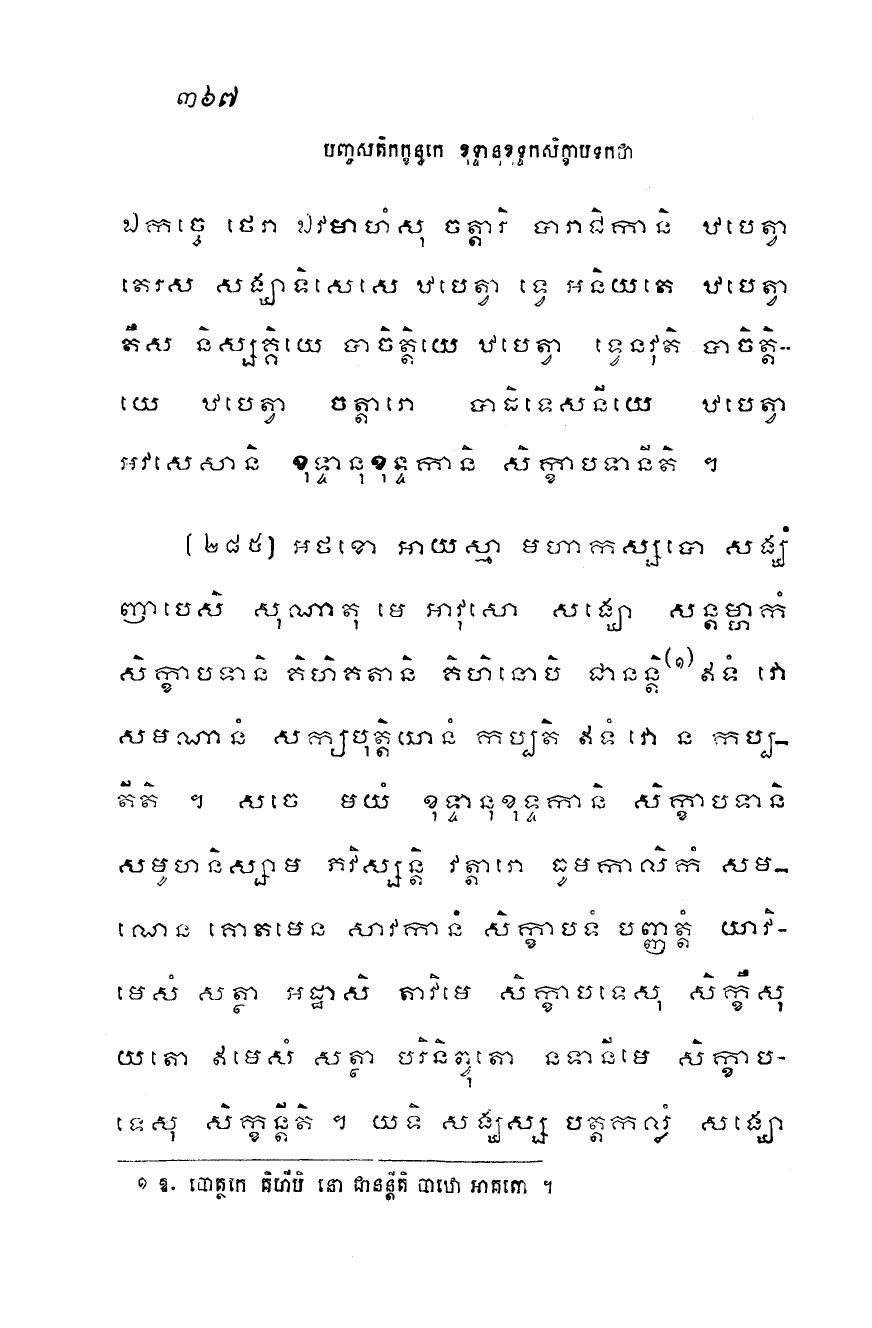 ៣៦៧
បញ្ចសតិកក្ខន្ធកេ ខុទ្ទានុខុទ្ទកសិក្ខាបទកថា
ឯកច្ចេ ថេរា ឯវមាហំសុ ចត្តារិ បារាជិកានិ ឋបេត្វា
តេរស សង្ឃាទិសេសេ ឋបេត្វា ទ្វេ អនិយតេ ឋបេត្វា
តឹស និស្សគ្គិយេ បាចិត្តិយេ ឋបេត្វា ទ្វេនវុតិ បាចិត្តិ-
យេ ឋបេត្វា ចត្តារោ បាដិទេសនីយេ ឋបេត្វា
អវសេសានិ ខុទ្ទានុខុទ្ទកានិ សិក្ខាបទានីតិ ។
[២៨៥] អថខោ អាយស្មា មហាកស្សបោ សង្ឃំ
ញាបេសិ សុណាតុ មេ អាវុសោ សង្ឃោ សន្តម្ហាកំ
សិក្ខាបទានិ គិហិគតានិ គិហិនោបិ ជានន្តិ(១) ឥទំ វោ
សមណានំ សក្យបុត្តិយានំ កប្បតិ ឥទំ វោ ន កប្ប-
តីតិ ។ សចេ មយំ ខុទ្ទានុខុទ្ទកានិ សិក្ខាបទានិ
សមូហនិស្សាម ភវិស្សន្តិ វត្តារោ ធូមកាលិកំ សម-
ណេន គោតមេន សាវកានំ សិក្ខាបទំ បញ្ញត្តំ យាវិ-
មេសំ សត្ថា អដ្ឋាសិ តាវិមេ សិក្ខាបទេសុ សិក្ខឹសុ
យតោ ឥមេសំ សត្ថា បរិនិព្វុតោ នទានីមេ សិក្ខាប-
ទេសុ សិក្ខន្តីតិ ។ យទិ សង្ឃស្ស បត្តកល្លំ សង្ឃោ
១ ឱ. បោត្ថកេ គិហីបិ នោ ជានន្តីតិ បាឋោ អាគតោ ។